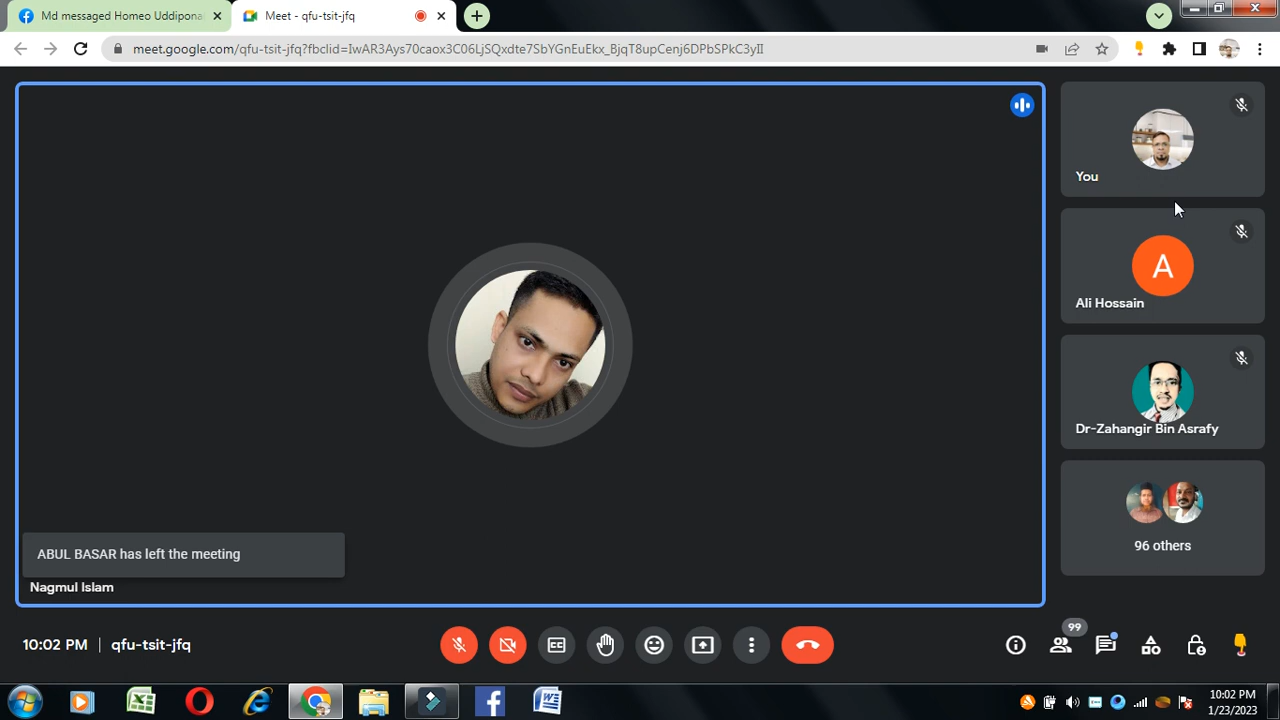 Md messaged Homeo Uddipona
Meet - qfu-tsit-jfq
meet.google.com/qfu-tsit-jfq?fbclid=IwAR3Ays70caox3C06LjSQxdte7SbYGnEuEkx_BjqT8upCenj6DPbSPkC3yII
You
A
Ali Hossain
Dr-Zahangir Bin Asrafy
96 others
ABUL BASAR has left the meeting
Nagmul Islam
10:02 PM | qfu-tsit-jfq
99
10:02 PM
1/23/2023